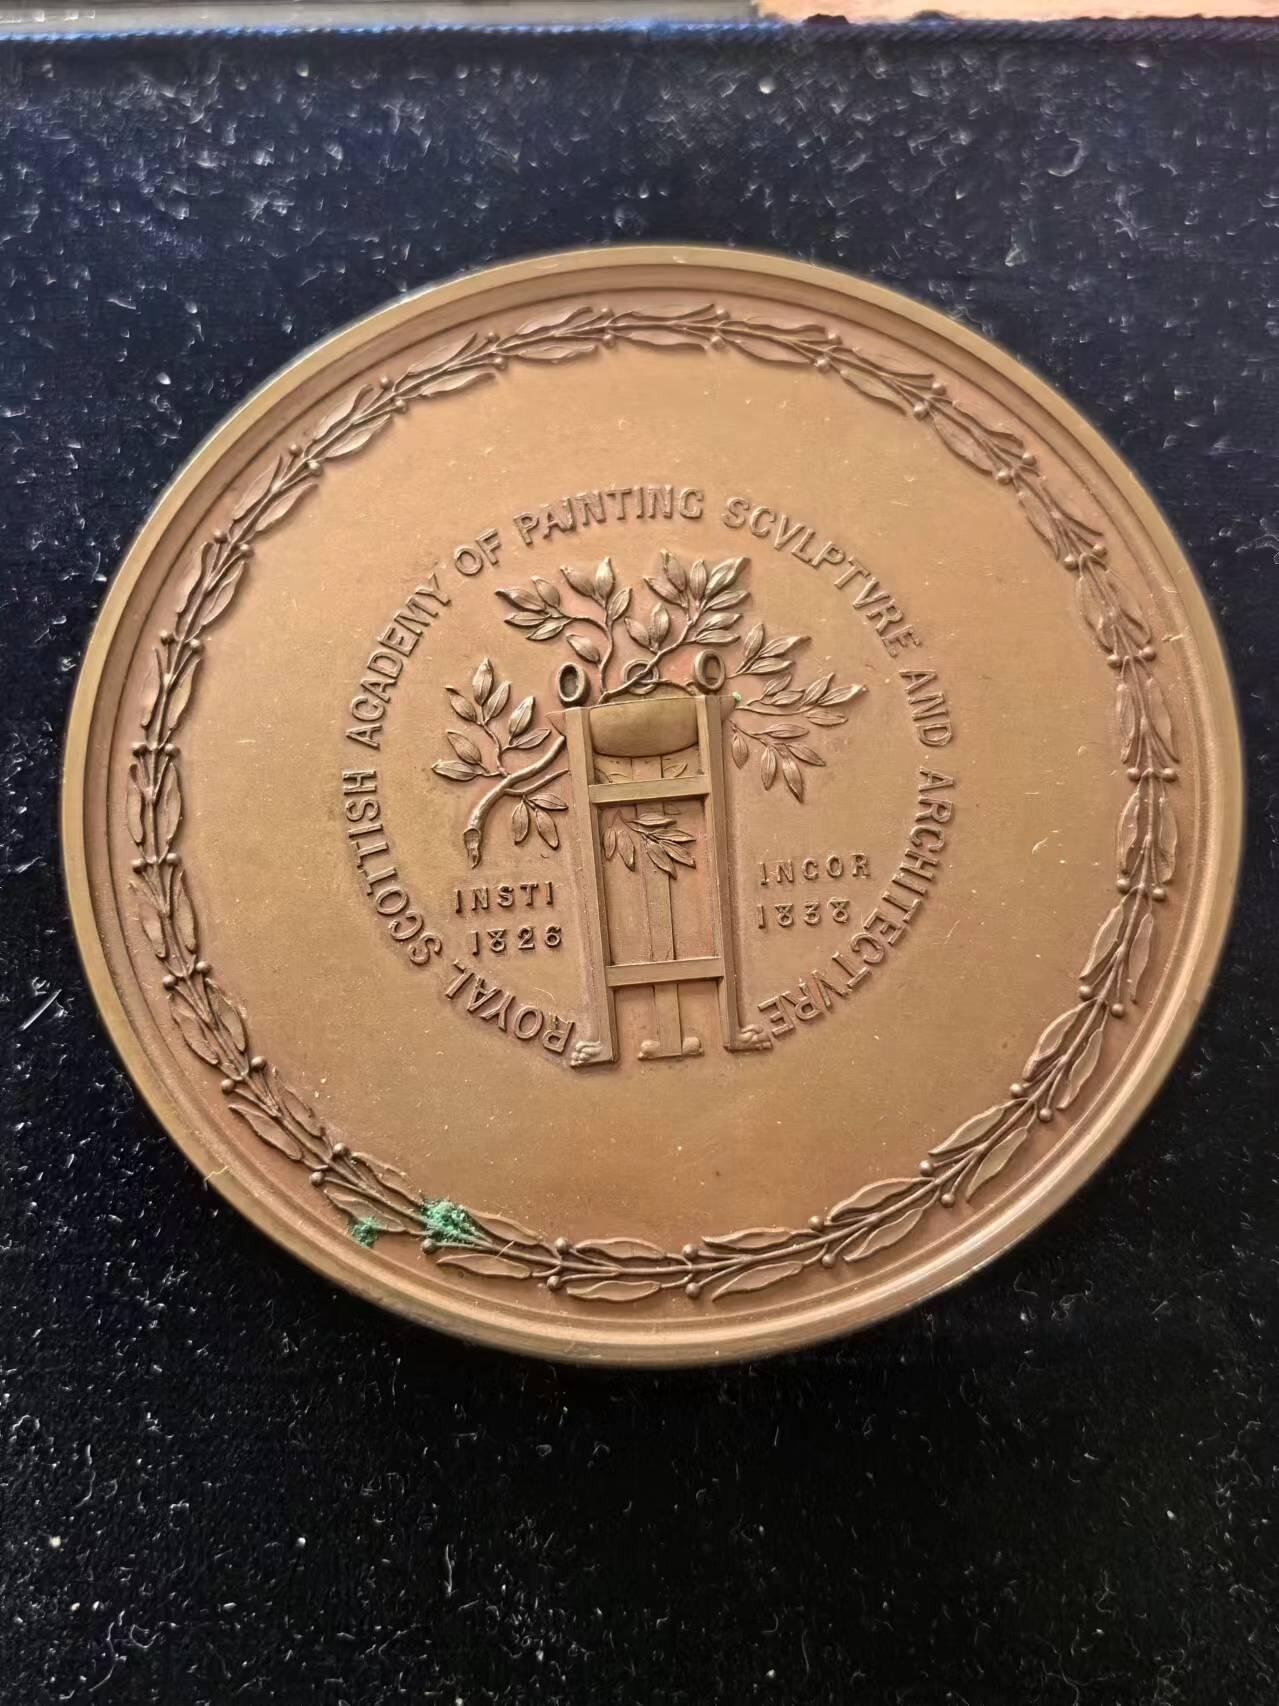 ROYAL SCOTTISH ACADEMY OF PAINTING SCVLPTVRE AND ARCHITECTVRE
INSTI
1826
INCOR
1838